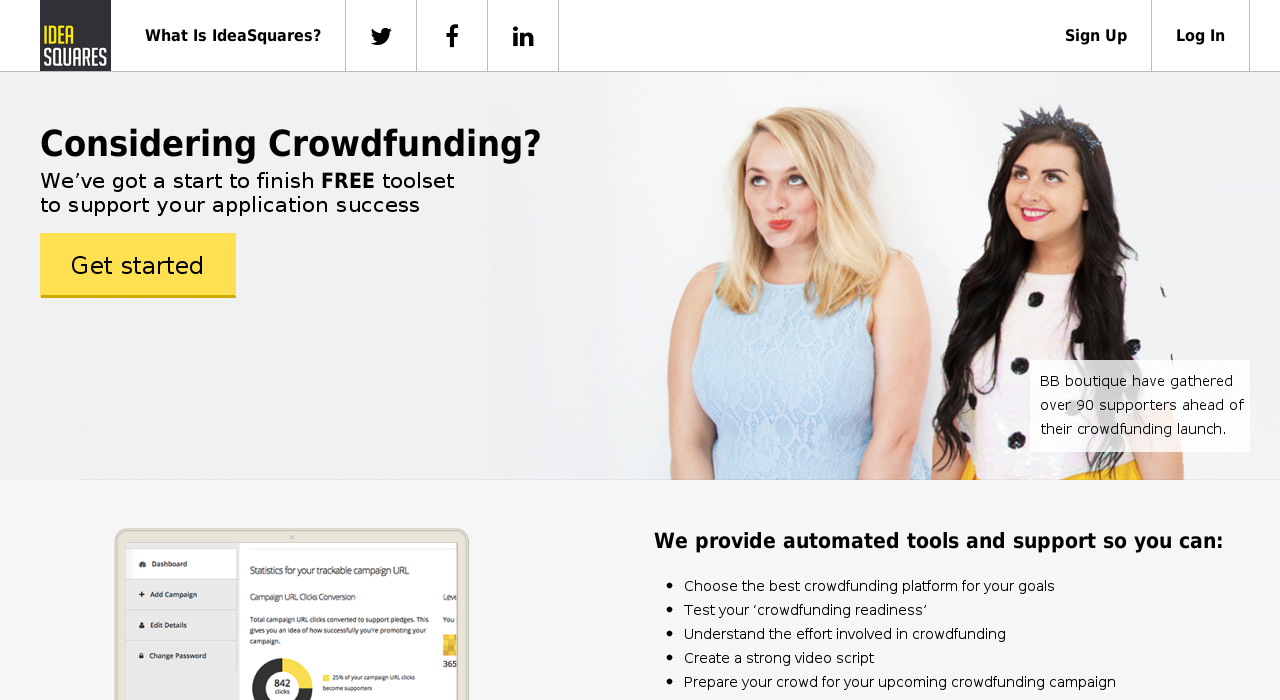 IDEA
SQUARES
What Is IdeaSquares?
Sign Up
Log In
Considering Crowdfunding?
We’ve got a start to finish FREE toolset
to support your application success
Get started
BB boutique have gathered
over 90 supporters ahead of
their crowdfunding launch.
Dashboard
Add Campaign
Edit Details
Change Password
Statistics for your trackable campaign URL
Campaign URL Clicks Conversion
Total campaign URL clicks converted to support pledges. This
gives you an idea of how successfully you're promoting your
campaign.
842
clicks
25% of your campaign URL clicks
become supporters
Leve
You
365
We provide automated tools and support so you can:
Choose the best crowdfunding platform for your goals
Test your ‘crowdfunding readiness’
Understand the effort involved in crowdfunding
Create a strong video script
Prepare your crowd for your upcoming crowdfunding campaign